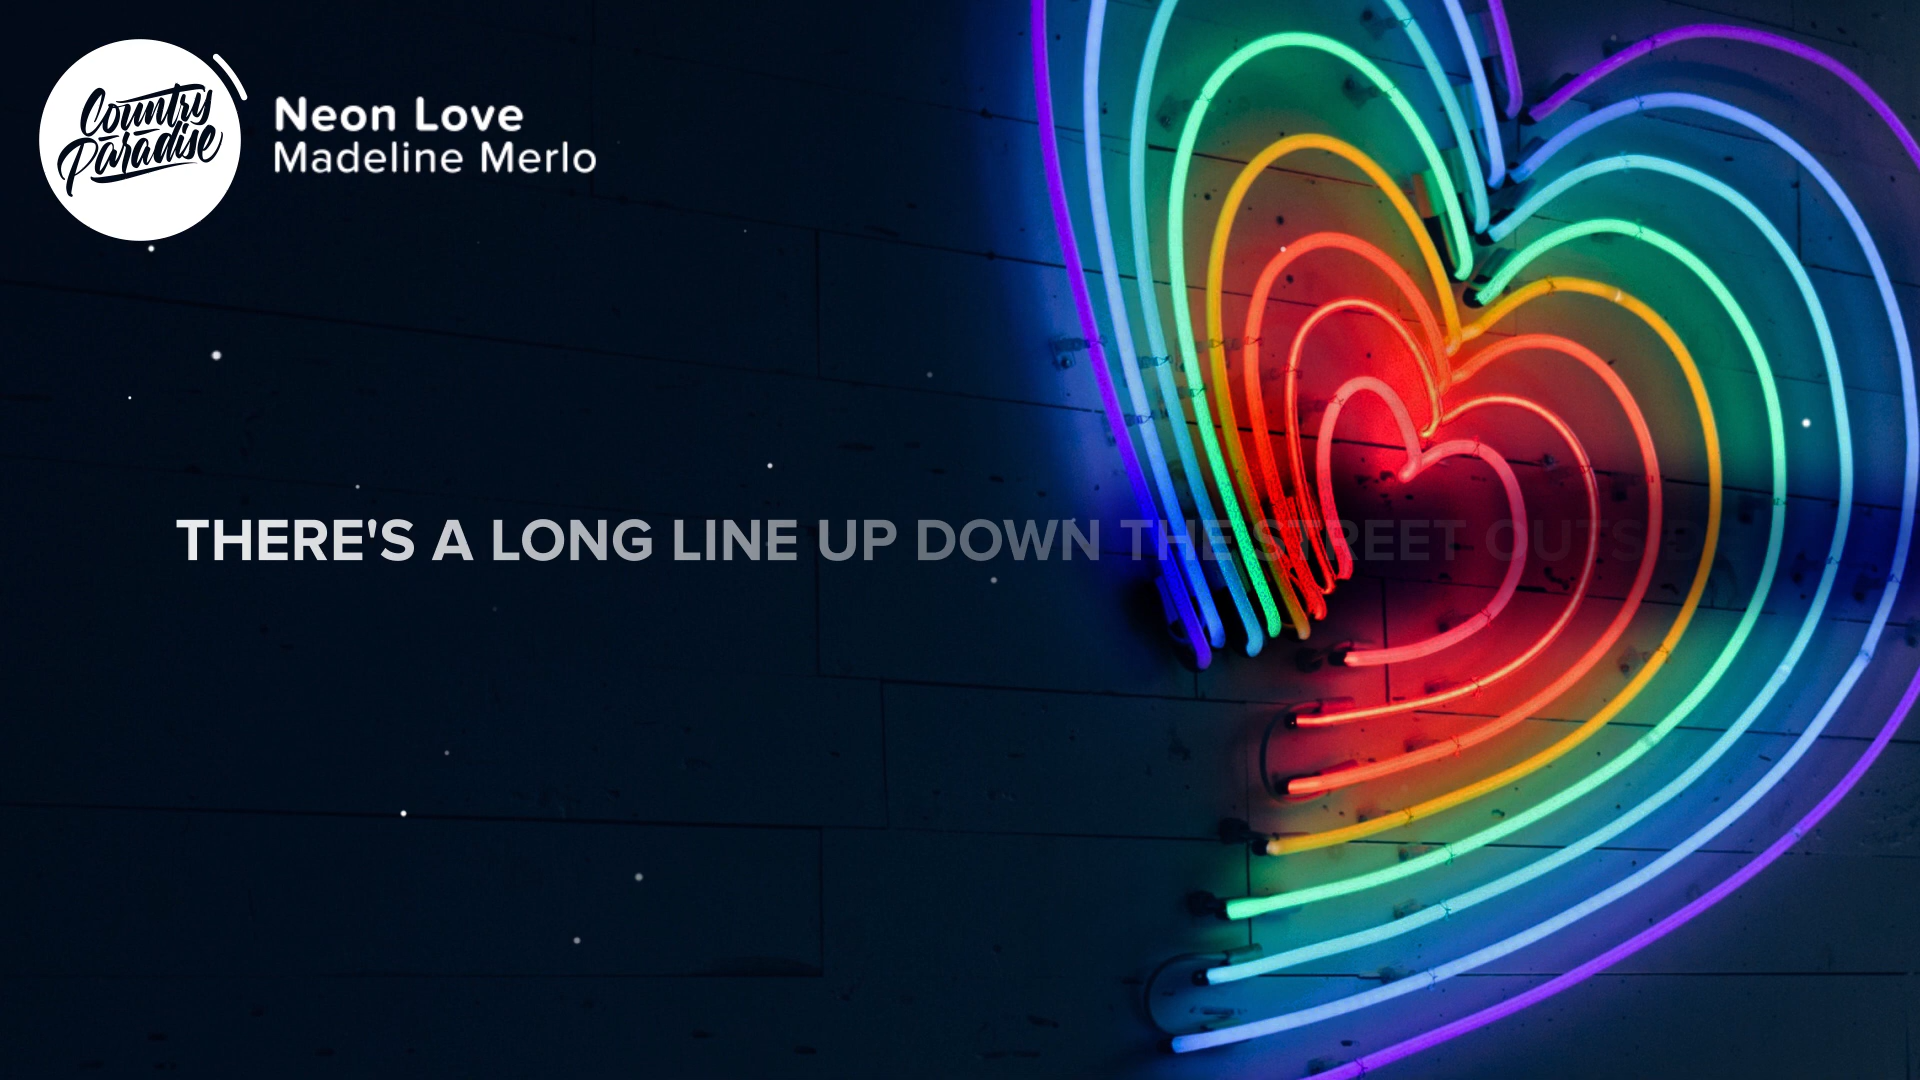 Country
Paradise
Neon Love
Madeline Merlo
THERE'S A LONG LINE UP DOWN THE STREET